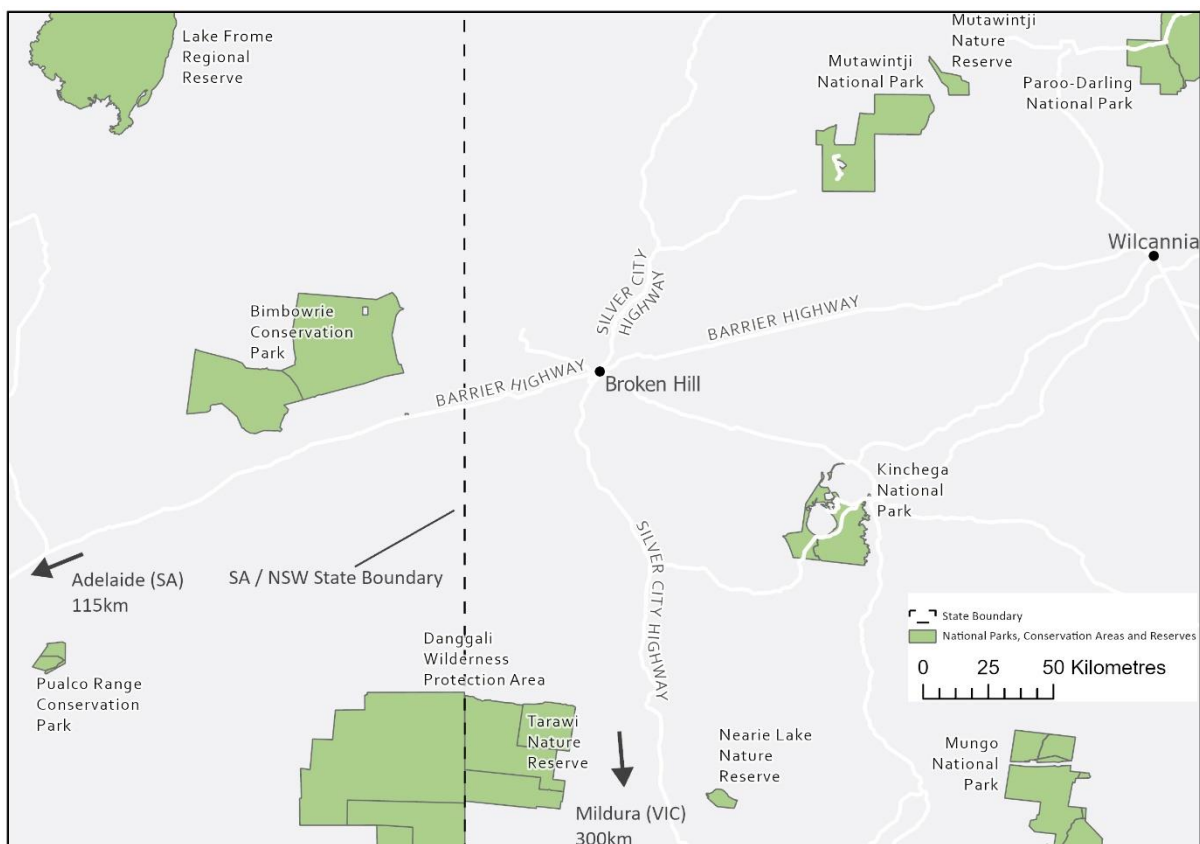 Lake Frome
Regional
Reserve
Mutawintji
Nature
Reserve
Mutawintji
National Park
Paroo-Darling
National Park
Wilcannia
SILVER CITY
HIGHWAY
BARRIER HIGHWAY
Bimbowrie
Conservation
Park
BARRIER HIGHWAY
Broken Hill
Kinchega
National
Park
SILVER CITY HIGHWAY
Adelaide (SA)
115km
SA / NSW State Boundary
State Boundary
National Parks, Conservation Areas and Reserves
0 25 50 Kilometres
Danggali
Wilderness
Protection Area
Pualco Range
Conservation
Park
Tarawi
Nature
Reserve
Nearie Lake
Nature
Reserve
Mungo
National
Park
Mildura (VIC)
300km